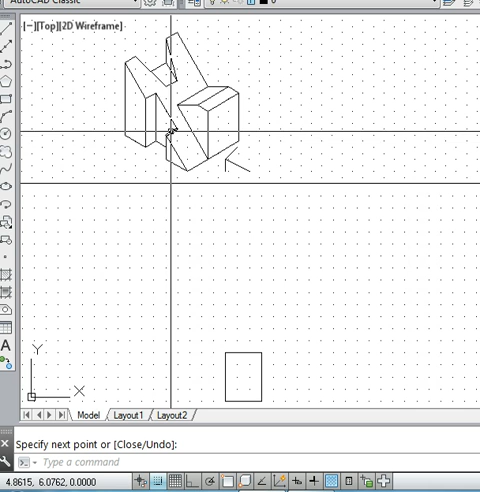 AutoCAD Classic
0
[−][Top][2D Wireframe]
Y
X
A
Model Layout1 Layout2
Specify next point or [Close/Undo]:
Type a command
4.8615, 6.0762, 0.0000